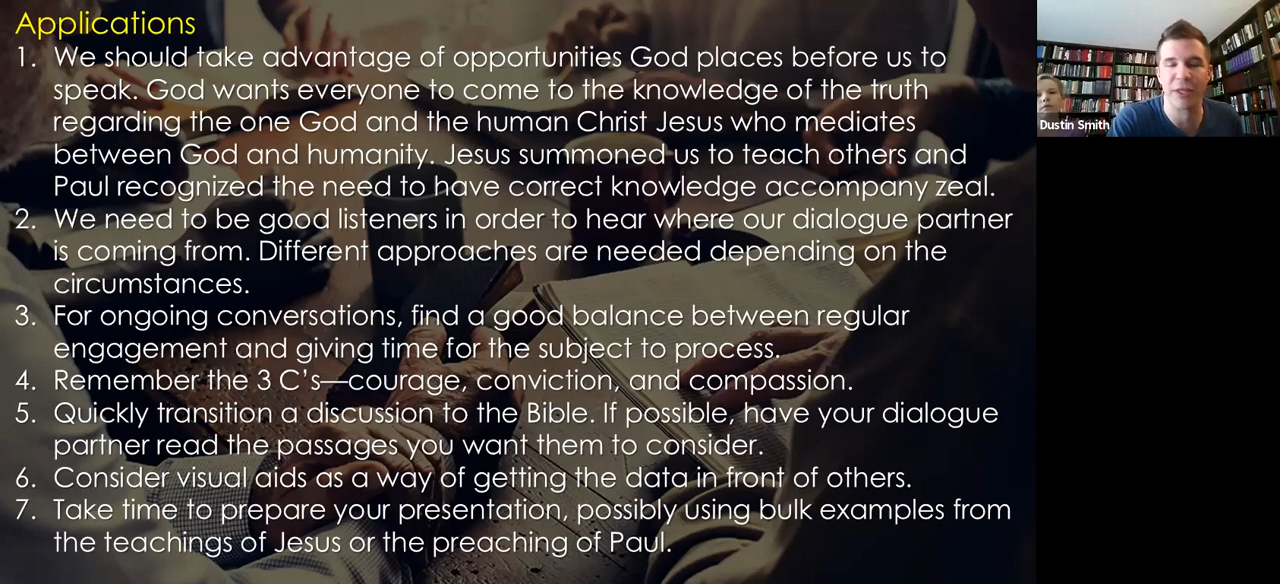 Applications
1. We should take advantage of opportunities God places before us to
speak. God wants everyone to come to the knowledge of the truth
regarding the one God and the human Christ Jesus who mediates
between God and humanity. Jesus summoned us to teach others and
Paul recognized the need to have correct knowledge accompany zeal.
2. We need to be good listeners in order to hear where our dialogue partner
is coming from. Different approaches are needed depending on the
circumstances.
3. For ongoing conversations, find a good balance between regular
engagement and giving time for the subject to process.
4. Remember the 3 C's—courage, conviction, and compassion.
5. Quickly transition a discussion to the Bible. If possible, have your dialogue
partner read the passages you want them to consider.
6. Consider visual aids as a way of getting the data in front of others.
7. Take time to prepare your presentation, possibly using bulk examples from
the teachings of Jesus or the preaching of Paul.
Dustin Smith